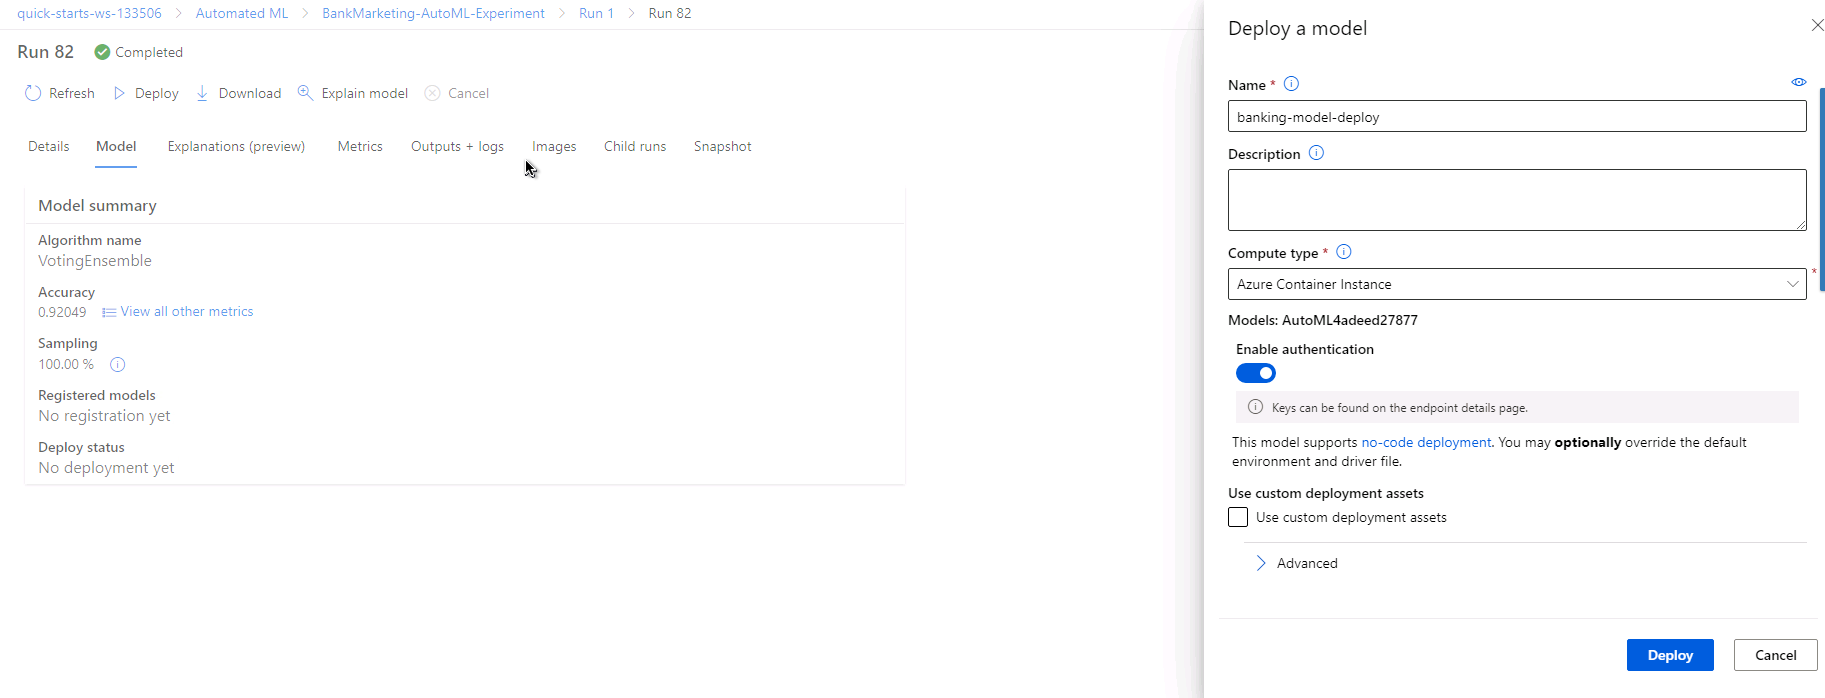 quick-starts-ws-133506 > Automated ML > BankMarketing-AutoML-Experiment > Run 1 > Run 82
Run 82 Completed
Refresh Deploy Download Explain model Cancel
Details Model Explanations (preview) Metrics Outputs + logs Images Child runs Snapshot
Model summary
Algorithm name
VotingEnsemble
Accuracy
0.92049 View all other metrics
Sampling
100.00 %
Registered models
No registration yet
Deploy status
No deployment yet
Deploy a model
Name *
banking-model-deploy
Description
Compute type *
Azure Container Instance *
Models: AutoML4adeed27877
Enable authentication
Keys can be found on the endpoint details page.
This model supports no-code deployment. You may optionally override the default
environment and driver file.
Use custom deployment assets
Use custom deployment assets
Advanced
Deploy Cancel